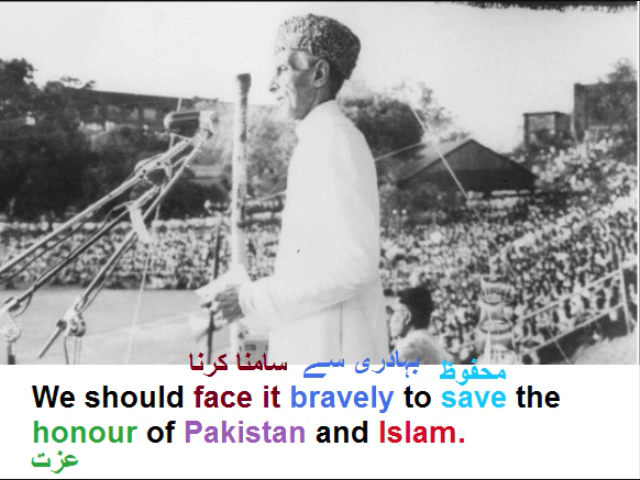 سامنا کرنا بہادری سے محفوظ
We should face it bravely to save the
honour of Pakistan and Islam.
عزت